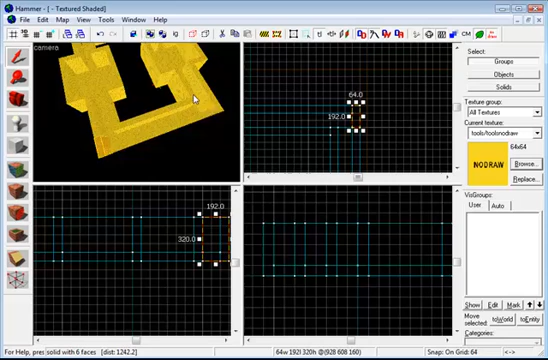 Hammer - [ - Textured Shaded]
File Edit Map View Tools Window Help
CM
camera
64.0
192.0
192.0
320.0
Select:
Groups
Objects
Solids
Texture group:
All Textures
Current texture:
tools/toolsnodraw
NODRAW
64x64
Browse...
Replace...
VisGroups:
User Auto
Show Edit Mark
Move selected:
toWorld toEntity
Categories:
For Help, pres solid with 6 faces [dist: 1242.2]
64w 192l 320h @(928 608 160)
Snap: On Grid: 64
<->